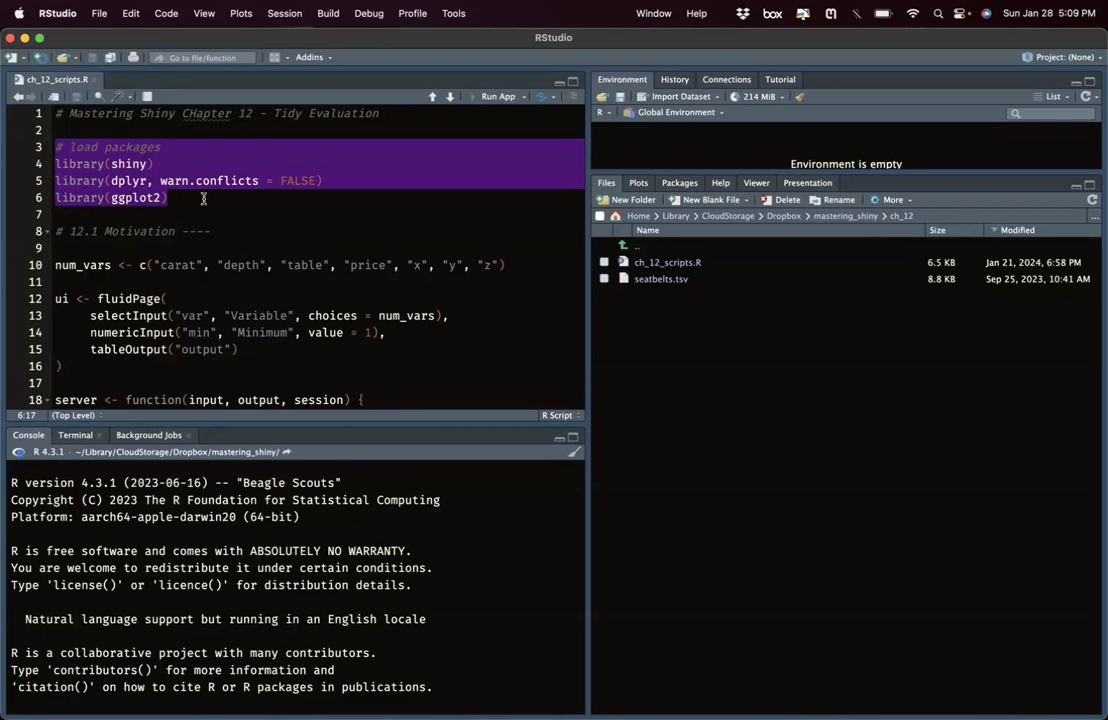 RStudio File Edit Code View Plots Session Build Debug Profile Tools Window Help box Sun Jan 28 5:09 PM
RStudio
Go to file/function Addins Project: (None)
ch_12_scripts.R
Run App
1 # Mastering Shiny CHapter 12 - Tidy Evaluation
2
3 # load packages
4 library(shiny)
5 library(dplyr, warn.conflicts = FALSE)
6 library(ggplot2)
7
8 # 12.1 Motivation ----
9
10 num_vars <- c("carat", "depth", "table", "price", "x", "y", "z")
11
12 ui <- fluidPage(
13 selectInput("var", "Variable", choices = num_vars),
14 numericInput("min", "Minimum", value = 1),
15 tableOutput("output")
16 )
17
18 server <- function(input, output, session) {
6:17 (Top Level) R Script
Console Terminal Background Jobs
R 4.3.1 · ~/Library/CloudStorage/Dropbox/mastering_shiny/
R version 4.3.1 (2023-06-16) -- "Beagle Scouts"
Copyright (C) 2023 The R Foundation for Statistical Computing
Platform: aarch64-apple-darwin20 (64-bit)
R is free software and comes with ABSOLUTELY NO WARRANTY.
You are welcome to redistribute it under certain conditions.
Type 'license()' or 'licence()' for distribution details.
Natural language support but running in an English locale
R is a collaborative project with many contributors.
Type 'contributors()' for more information and
'citation()' on how to cite R or R packages in publications.
Environment History Connections Tutorial
Import Dataset 214 MiB List
R Global Environment
Environment is empty
Files Plots Packages Help Viewer Presentation
New Folder New Blank File Delete Rename More
Home Library CloudStorage Dropbox mastering_shiny ch_12 ...
Name Size Modified
..
ch_12_scripts.R 6.5 KB Jan 21, 2024, 6:58 PM
seatbelts.tsv 8.8 KB Sep 25, 2023, 10:41 AM